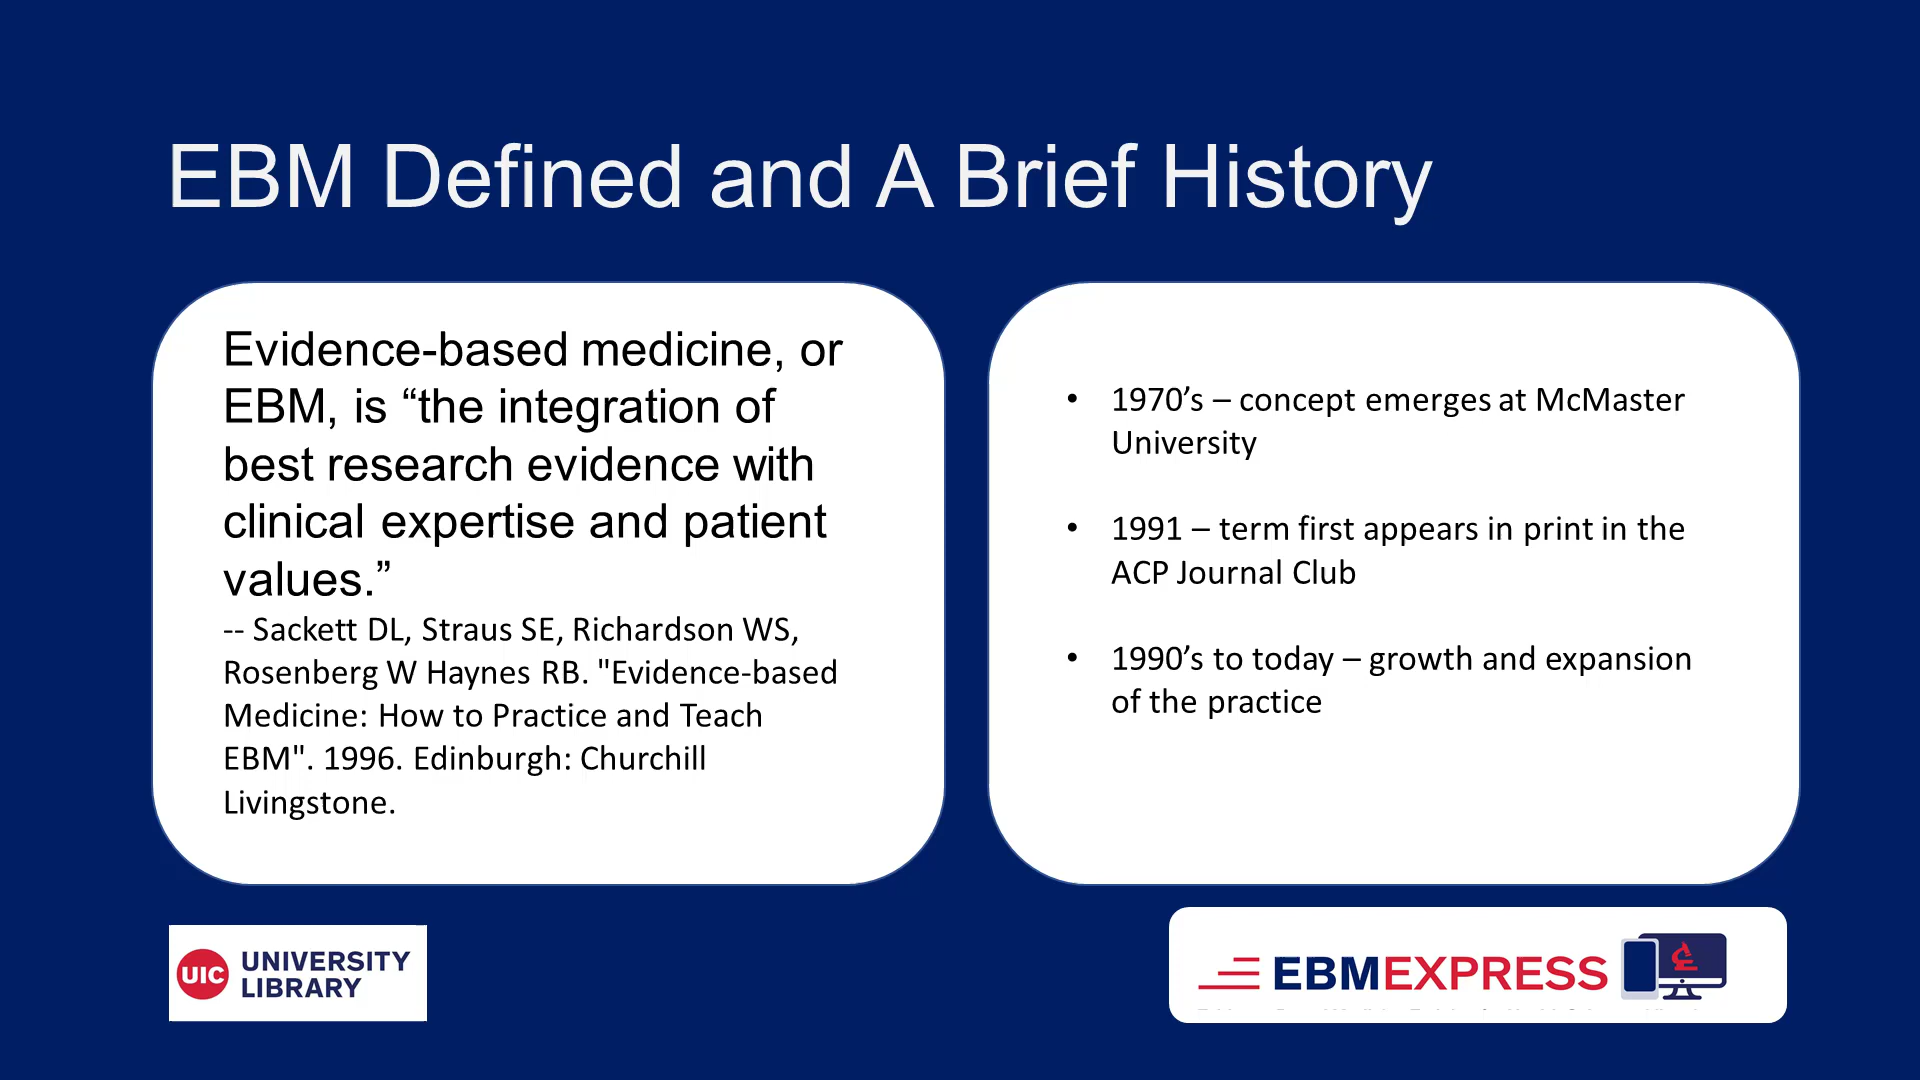 EBM Defined and A Brief History
Evidence-based medicine, or
EBM, is “the integration of
best research evidence with
clinical expertise and patient
values.”
-- Sackett DL, Straus SE, Richardson WS,
Rosenberg W Haynes RB. "Evidence-based
Medicine: How to Practice and Teach
EBM". 1996. Edinburgh: Churchill
Livingstone.
• 1970’s – concept emerges at McMaster
University
• 1991 – term first appears in print in the
ACP Journal Club
• 1990’s to today – growth and expansion
of the practice
UIC
UNIVERSITY
LIBRARY
EBMEXPRESS